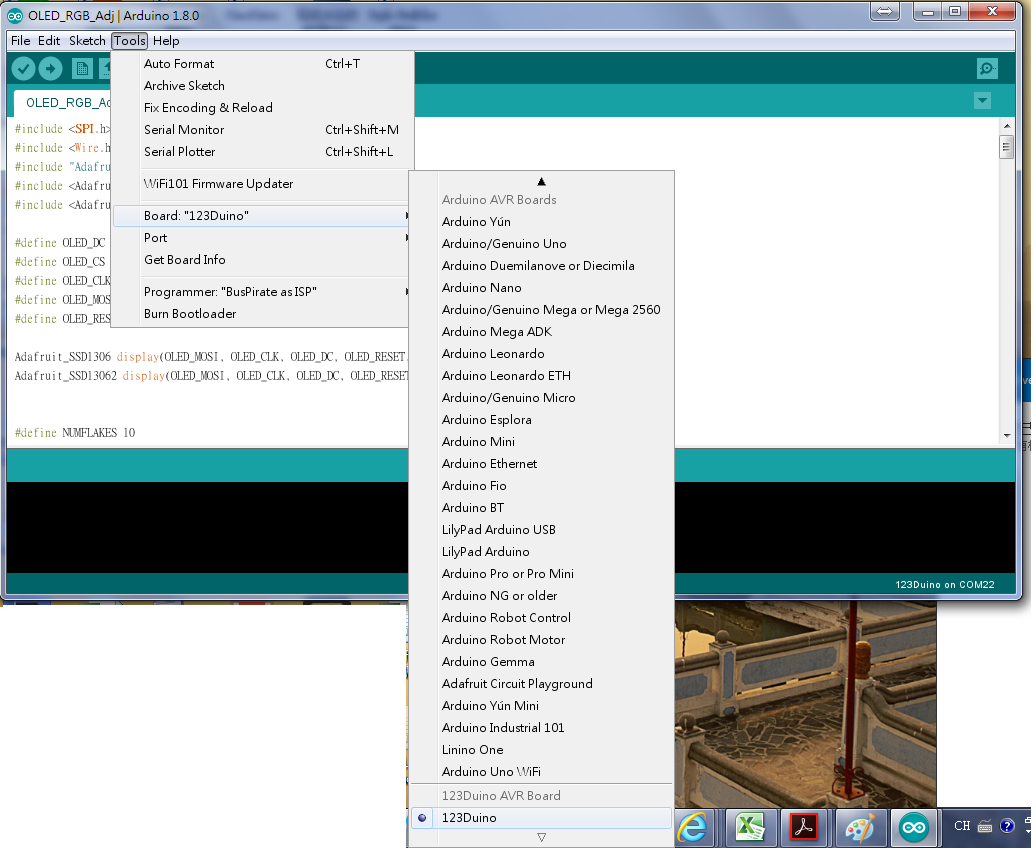 OLED_RGB_Adj | Arduino 1.8.0
File Edit Sketch Tools Help
Auto Format Ctrl+T
Archive Sketch
Fix Encoding & Reload
Serial Monitor Ctrl+Shift+M
Serial Plotter Ctrl+Shift+L
WiFi101 Firmware Updater
Board: "123Duino"
Port
Get Board Info
Programmer: "BusPirate as ISP"
Burn Bootloader
OLED_RGB_Ad
#include <SPI.h>
#include <Wire.h
#include "Adafrui
#include <Adafru
#include <Adafru
#define OLED_DC
#define OLED_CS
#define OLED_CLK
#define OLED_MOS
#define OLED_RES
Adafruit_SSD1306 display(OLED_MOSI, OLED_CLK, OLED_DC, OLED_RESET,
Adafruit_SSD13062 display(OLED_MOSI, OLED_CLK, OLED_DC, OLED_RESET
#define NUMFLAKES 10
Arduino AVR Boards
Arduino Yún
Arduino/Genuino Uno
Arduino Duemilanove or Diecimila
Arduino Nano
Arduino/Genuino Mega or Mega 2560
Arduino Mega ADK
Arduino Leonardo
Arduino Leonardo ETH
Arduino/Genuino Micro
Arduino Esplora
Arduino Mini
Arduino Ethernet
Arduino Fio
Arduino BT
LilyPad Arduino USB
LilyPad Arduino
Arduino Pro or Pro Mini
Arduino NG or older
Arduino Robot Control
Arduino Robot Motor
Arduino Gemma
Adafruit Circuit Playground
Arduino Yún Mini
Arduino Industrial 101
Linino One
Arduino Uno WiFi
123Duino AVR Board
123Duino
123Duino on COM22
CH